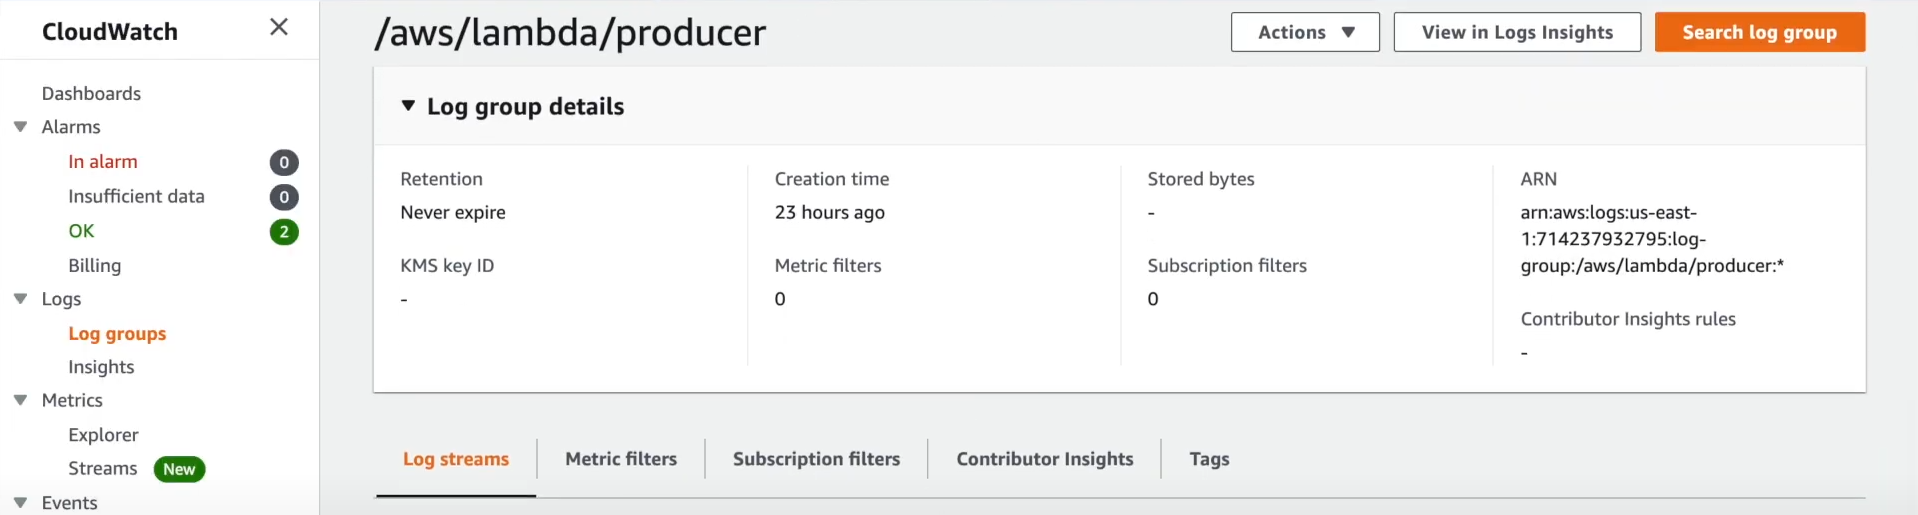 CloudWatch
Dashboards
Alarms
In alarm 0
Insufficient data 0
OK 2
Billing
Logs
Log groups
Insights
Metrics
Explorer
Streams New
Events
/aws/lambda/producer
Actions View in Logs Insights Search log group
Log group details
Retention
Never expire
KMS key ID
-
Creation time
23 hours ago
Metric filters
0
Stored bytes
-
Subscription filters
0
ARN
arn:aws:logs:us-east-
1:714237932795:log-
group:/aws/lambda/producer:*
Contributor Insights rules
-
Log streams Metric filters Subscription filters Contributor Insights Tags